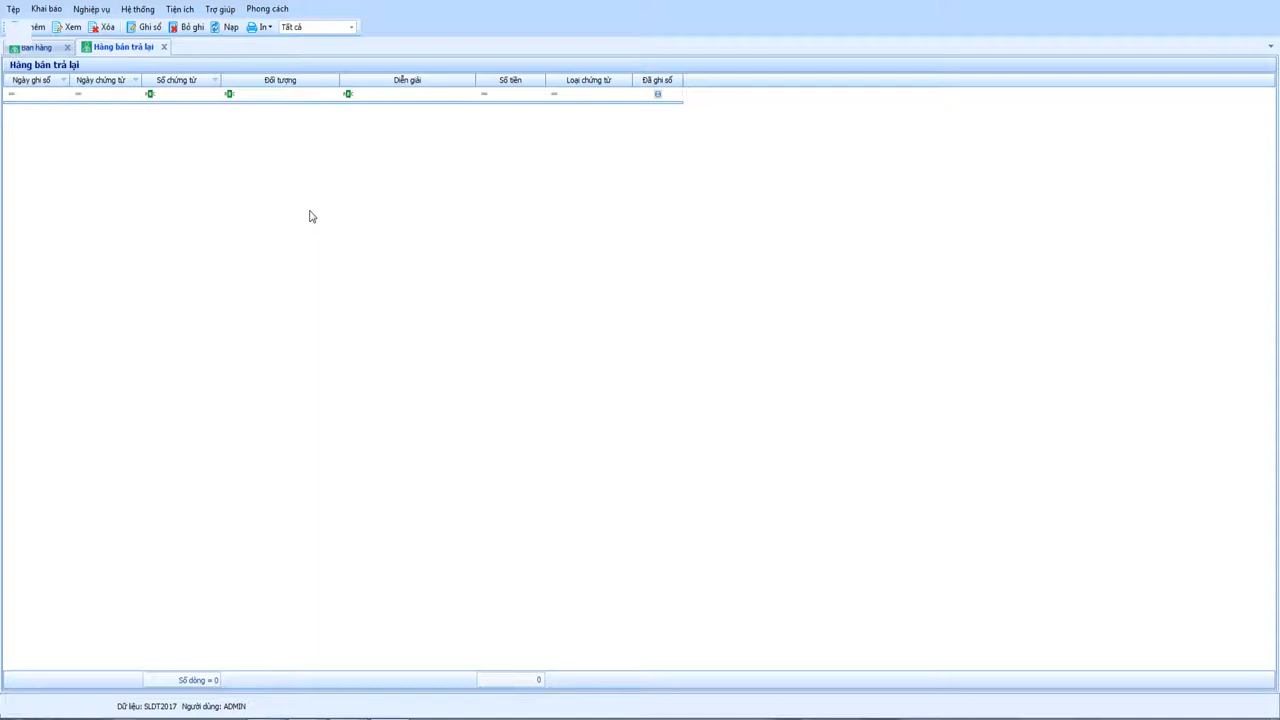 Tệp Khai báo Nghiệp vụ Hệ thống Tiện ích Trợ giúp Phong cách
Xem Xóa Ghi sổ Bỏ ghi Nạp In Tất cả
Bán hàng Hàng bán trả lại
Hàng bán trả lại
Ngày ghi sổ Ngày chứng từ Số chứng từ Đối tượng Diễn giải Số tiền Loại chứng từ Đã ghi sổ
Số dòng = 0 0
Dữ liệu: SLDT2017 Người dùng: ADMIN